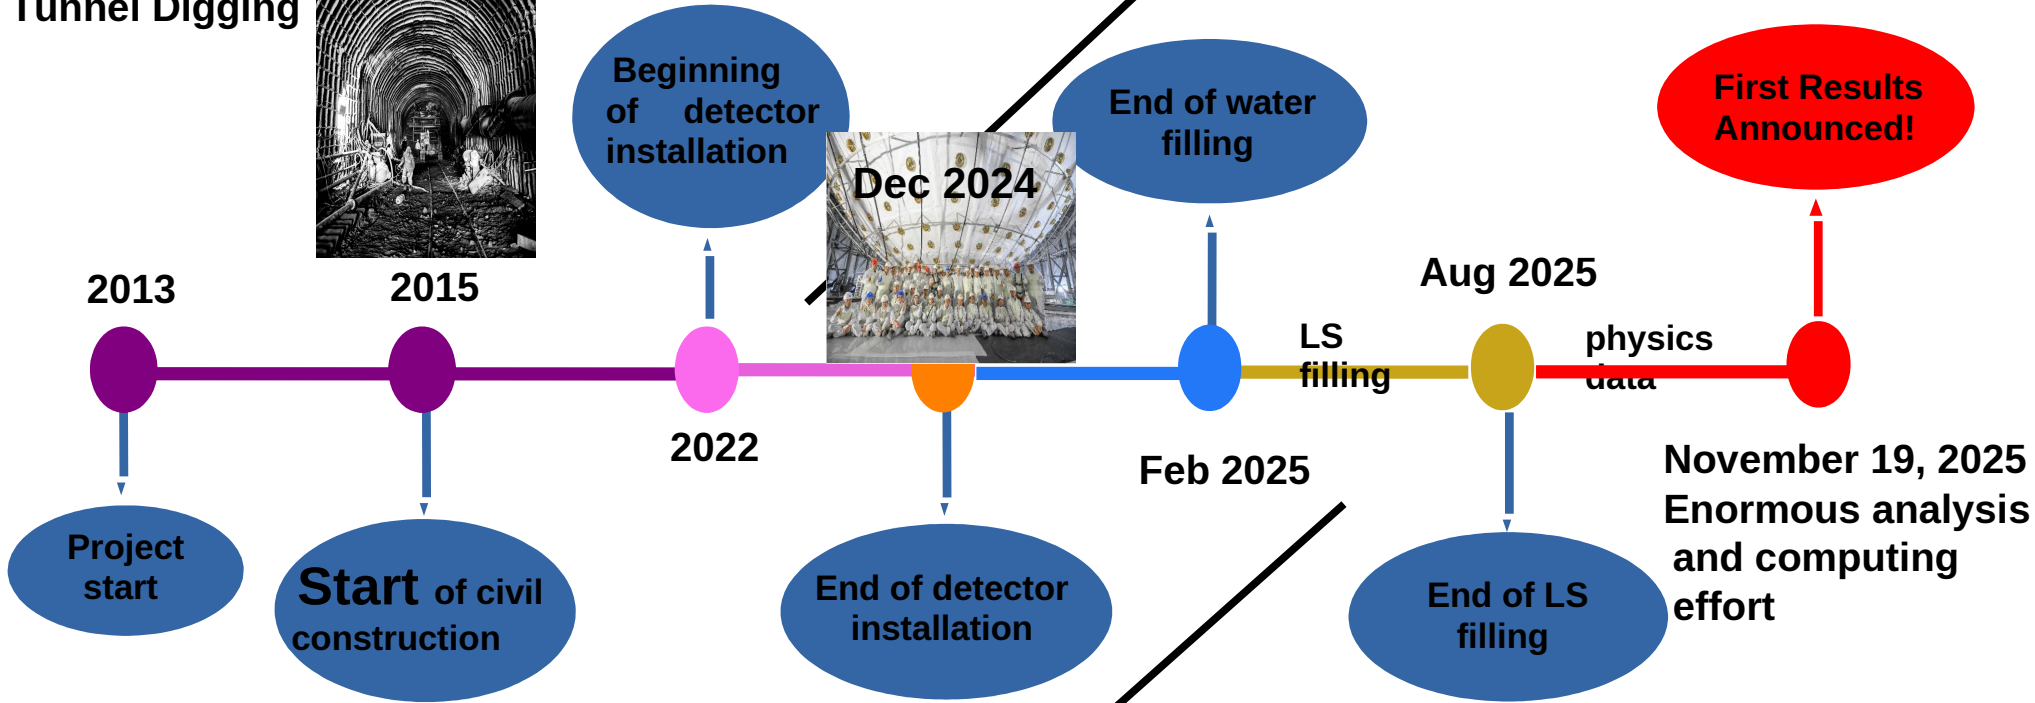 Tunnel Digging
Beginning
of detector
installation
Dec 2024
End of water
filling
First Results
Announced!
2013
2015
Aug 2025
LS
filling
physics
data
2022
Feb 2025
November 19, 2025
Enormous analysis
and computing
effort
Project
start
Start of civil
construction
End of detector
installation
End of LS
filling